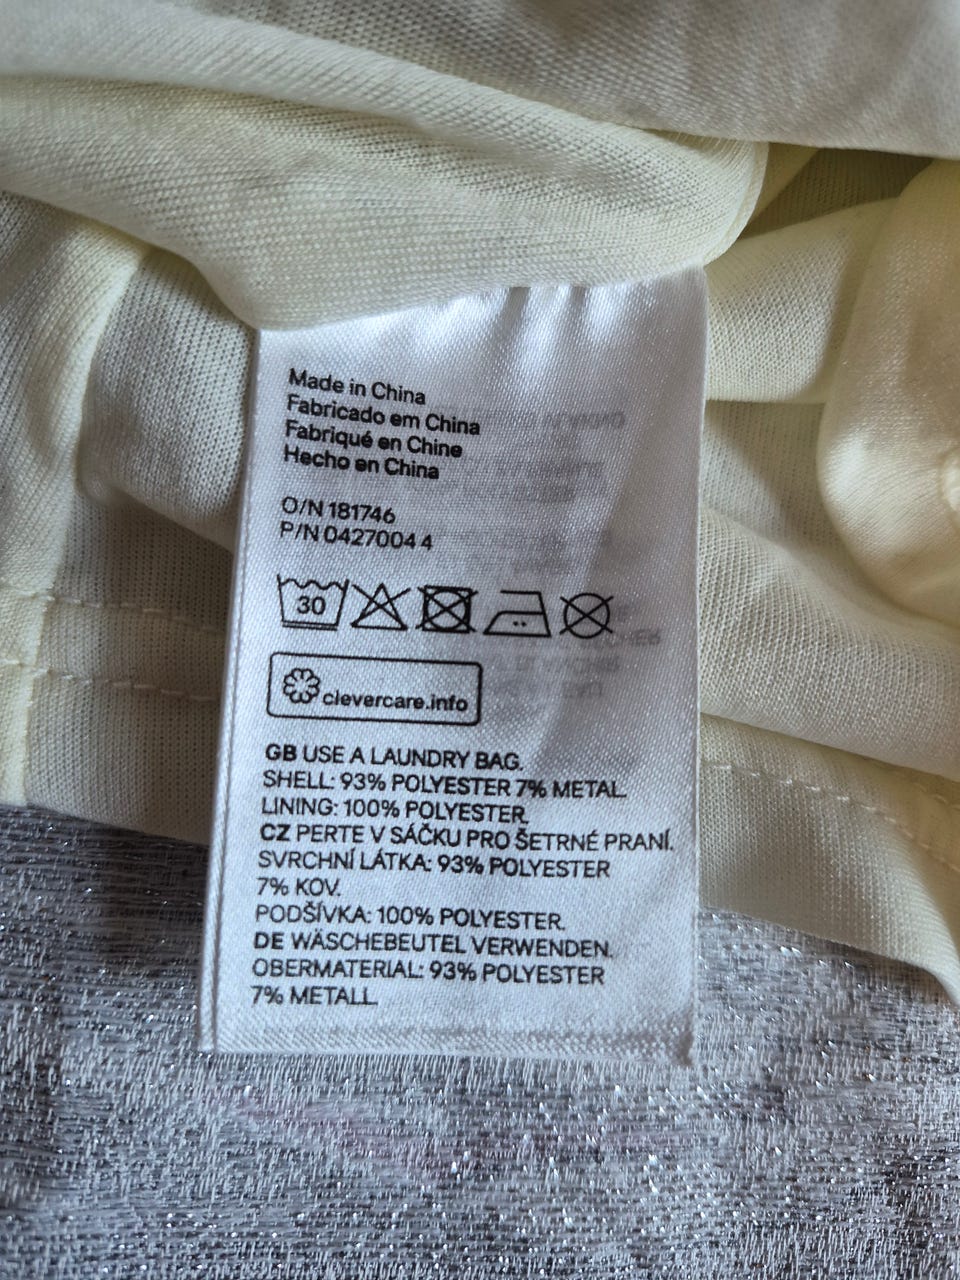 Made in China
Fabricado em China
Fabriqué en Chine
Hecho en China
O/N 181746
P/N 0427004 4
30
clevercare.info
GB USE A LAUNDRY BAG.
SHELL: 93% POLYESTER 7% METAL.
LINING: 100% POLYESTER.
CZ PERTE V SÁČKU PRO ŠETRNÉ PRANÍ.
SVRCHNÍ LÁTKA: 93% POLYESTER
7% KOV.
PODŠÍVKA: 100% POLYESTER.
DE WÄSCHEBEUTEL VERWENDEN.
OBERMATERIAL: 93% POLYESTER
7% METALL.